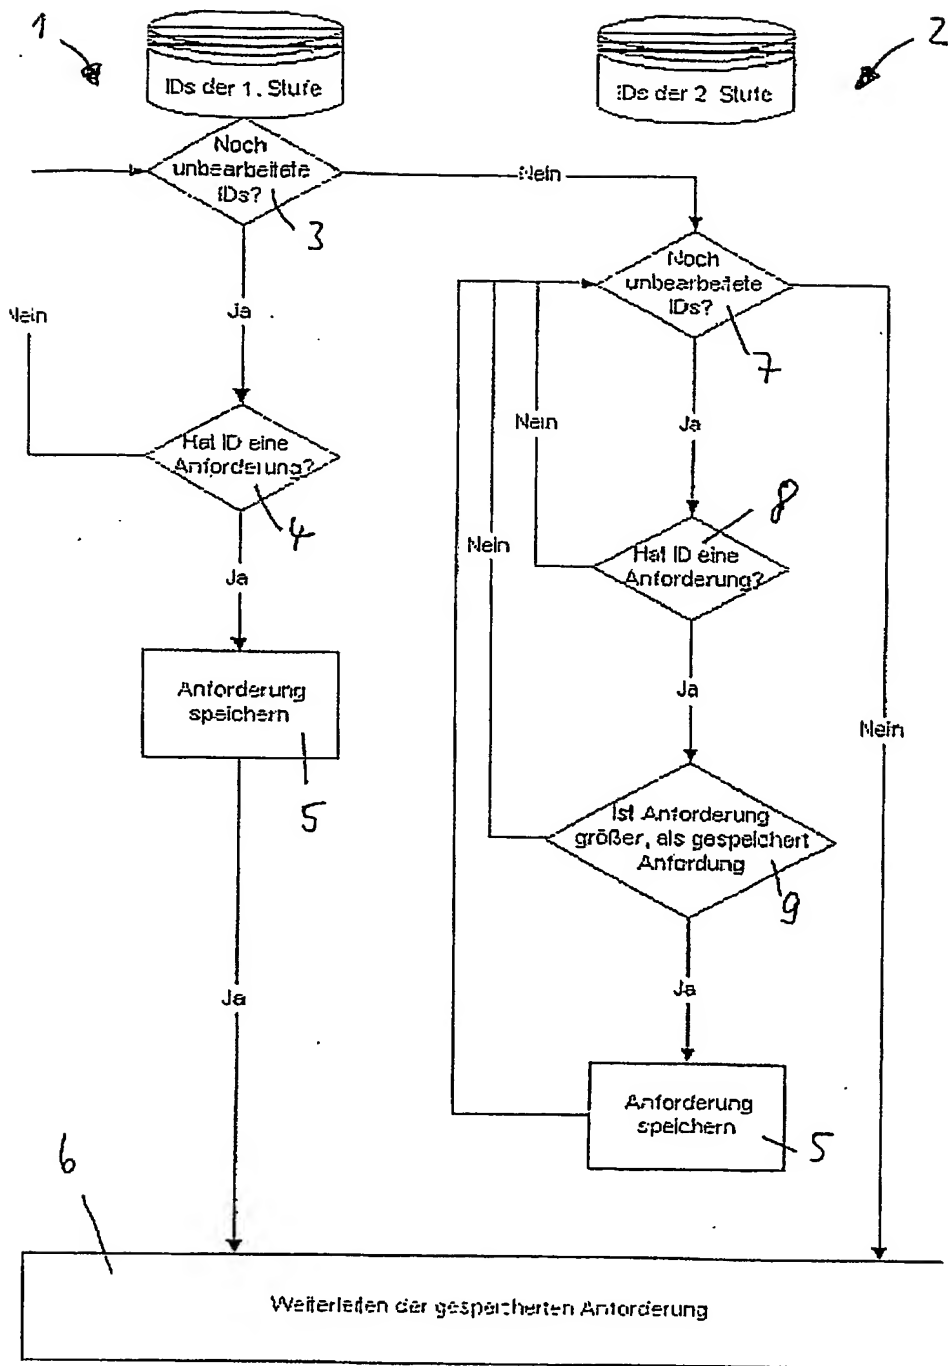 1
2
IDs der 1. Stufe
IDs der 2 Stufe
Noch
unbearbeitete
IDs?
3
Nein
Noch
unbearbeitete
IDs?
7
Ja
Nein
Nein
Ja
Hat ID eine
Anforderung?
4
8
Nein
Hat ID eine
Anforderung?
Ja
Ja
Anforderung
speichern
5
Nein
Ist Anforderung
größer, als gespeichert
Anfordung
9
Ja
Ja
Anforderung
speichern
5
6
Weiterleiten der gespeicherten Anforderung